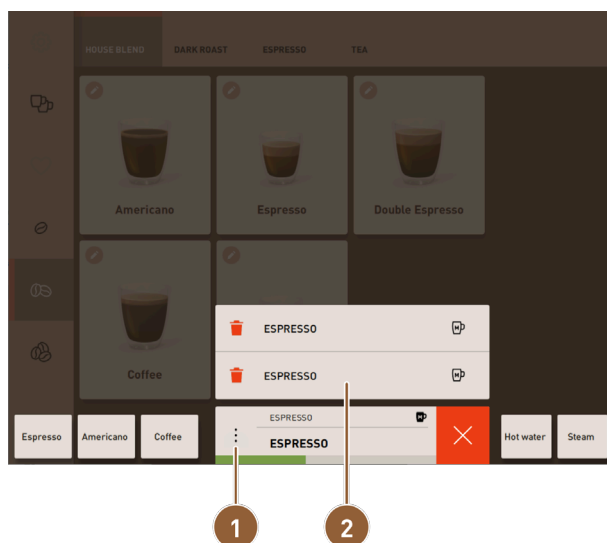 HOUSE BLEND DARK ROAST ESPRESSO TEA
Americano Espresso Double Espresso
Coffee
ESPRESSO M
ESPRESSO M
ESPRESSO M
ESPRESSO
Espresso Americano Coffee Hot water Steam
1 2